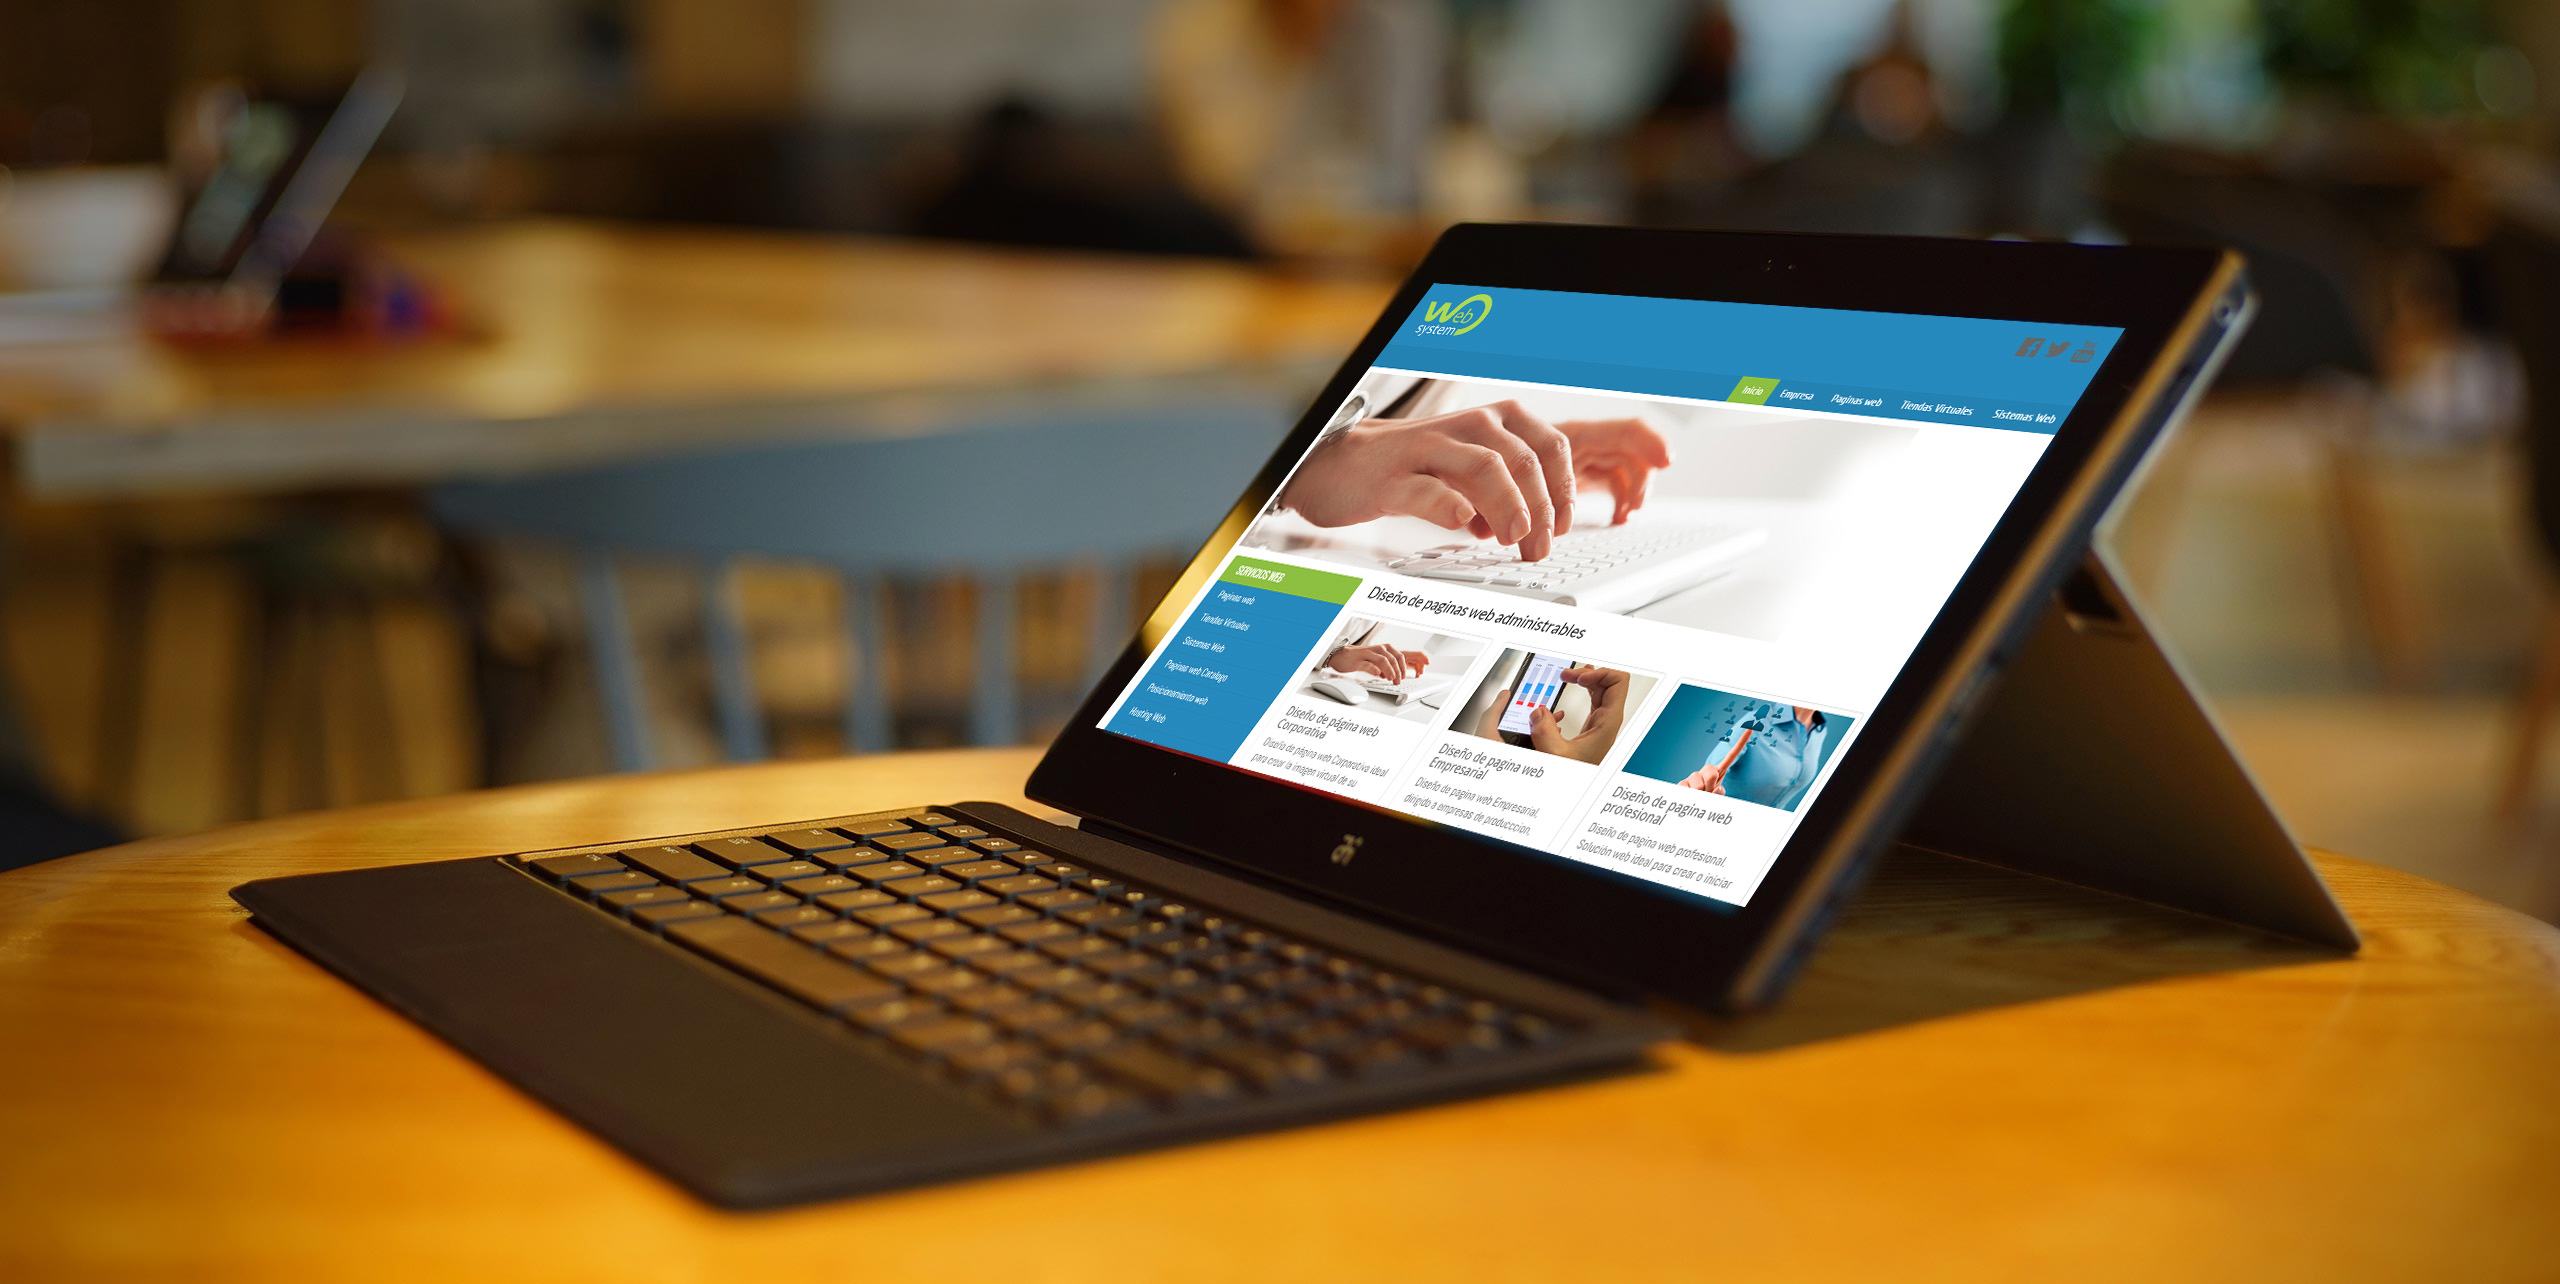 Web
system
Inicio Empresa Paginas web Tiendas Virtuales Sistemas Web
SERVICIOS WEB
Paginas web
Tiendas Virtuales
Sistemas Web
Paginas web Catalogo
Posicionamiento web
Hosting Web
Diseño de paginas web administrables
Diseño de página web
Corporativa
Diseño de página web Corporativa ideal
para crear la imagen virtual de su
Diseño de pagina web
Empresarial
Diseño de pagina web Empresarial,
dirigido a empresas de producccion,
Diseño de pagina web
profesional
Diseño de pagina web profesional.
Solución web ideal para crear o iniciar